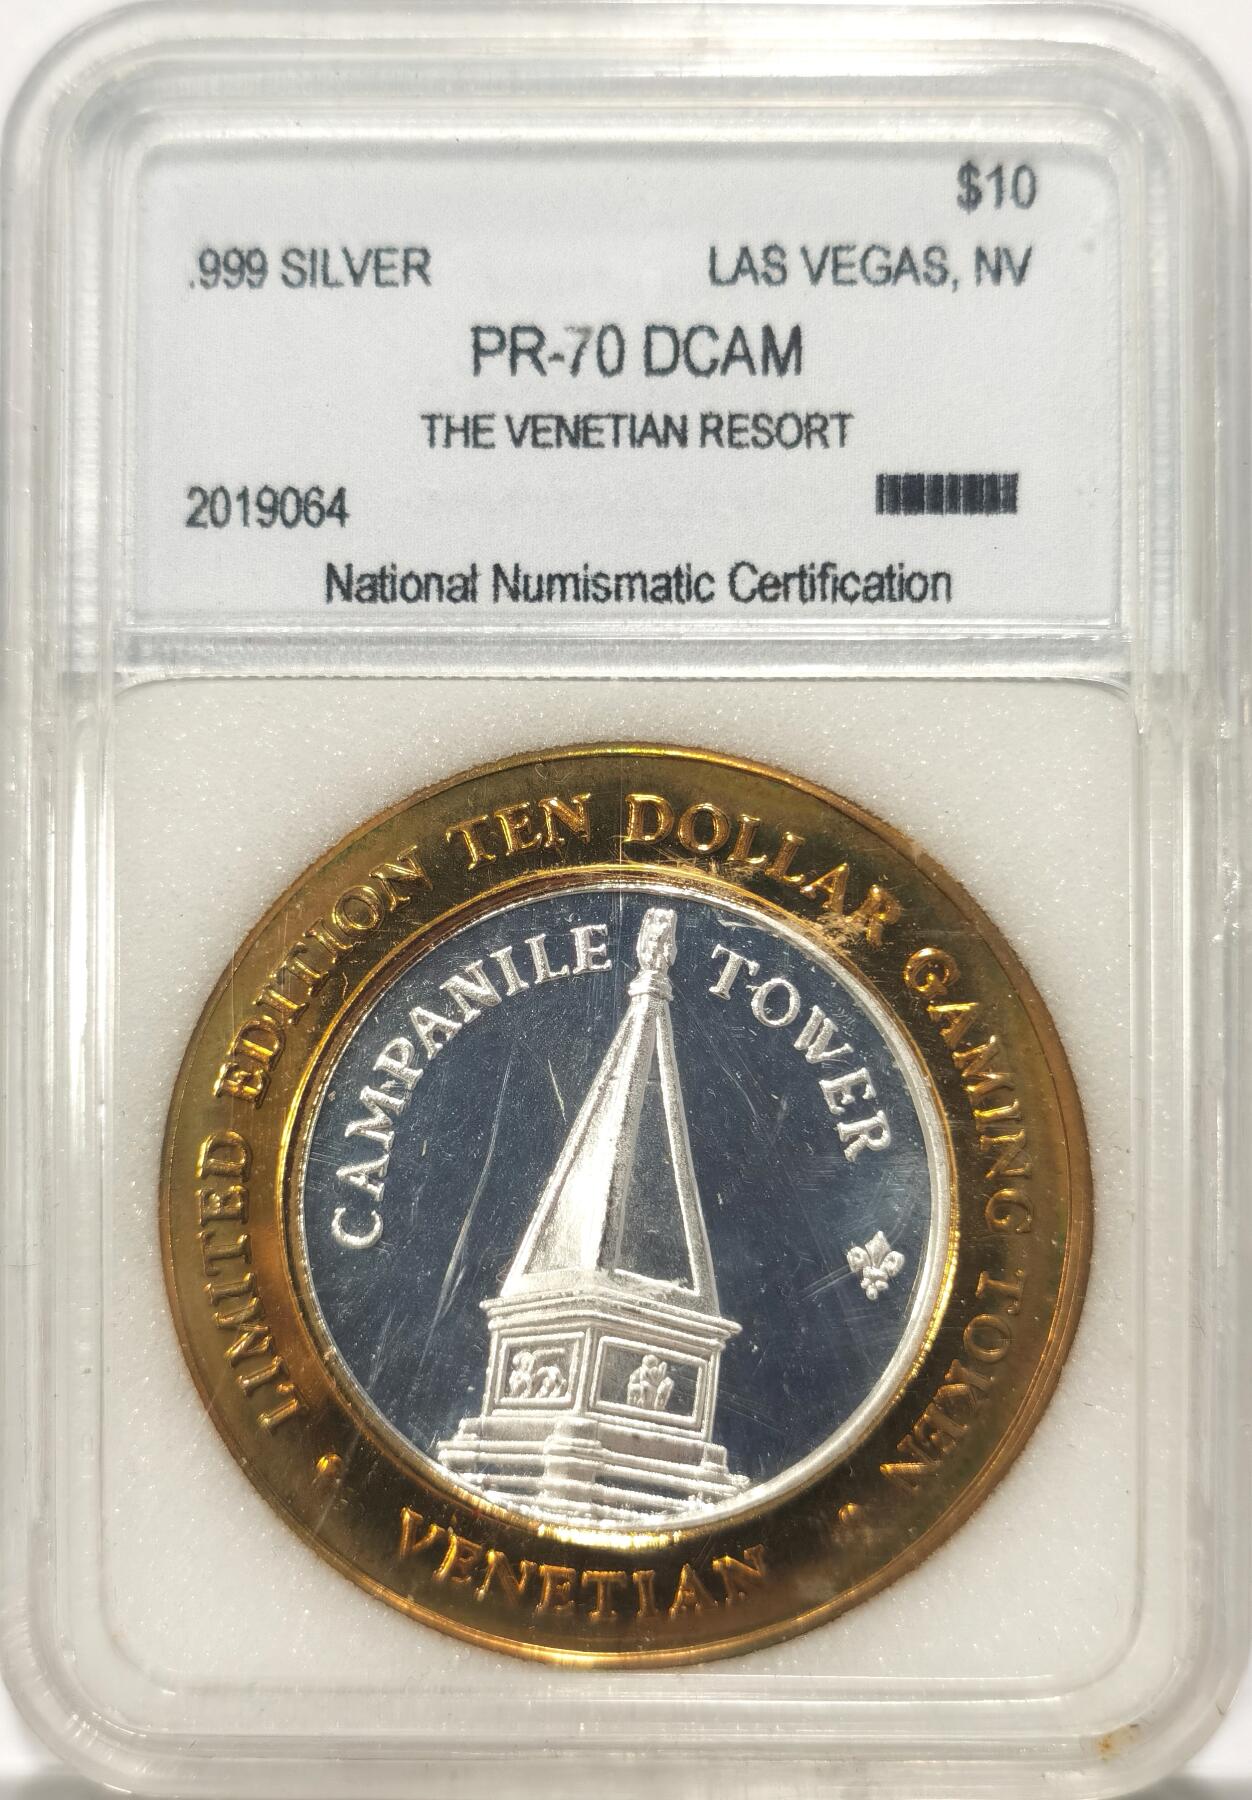 $10
.999 SILVER LAS VEGAS, NV
PR-70 DCAM
THE VENETIAN RESORT
2019064
National Numismatic Certification
LIMITED EDITION TEN DOLLAR GAMING TOKEN
CAMPANILE TOWER
• VENETIAN •